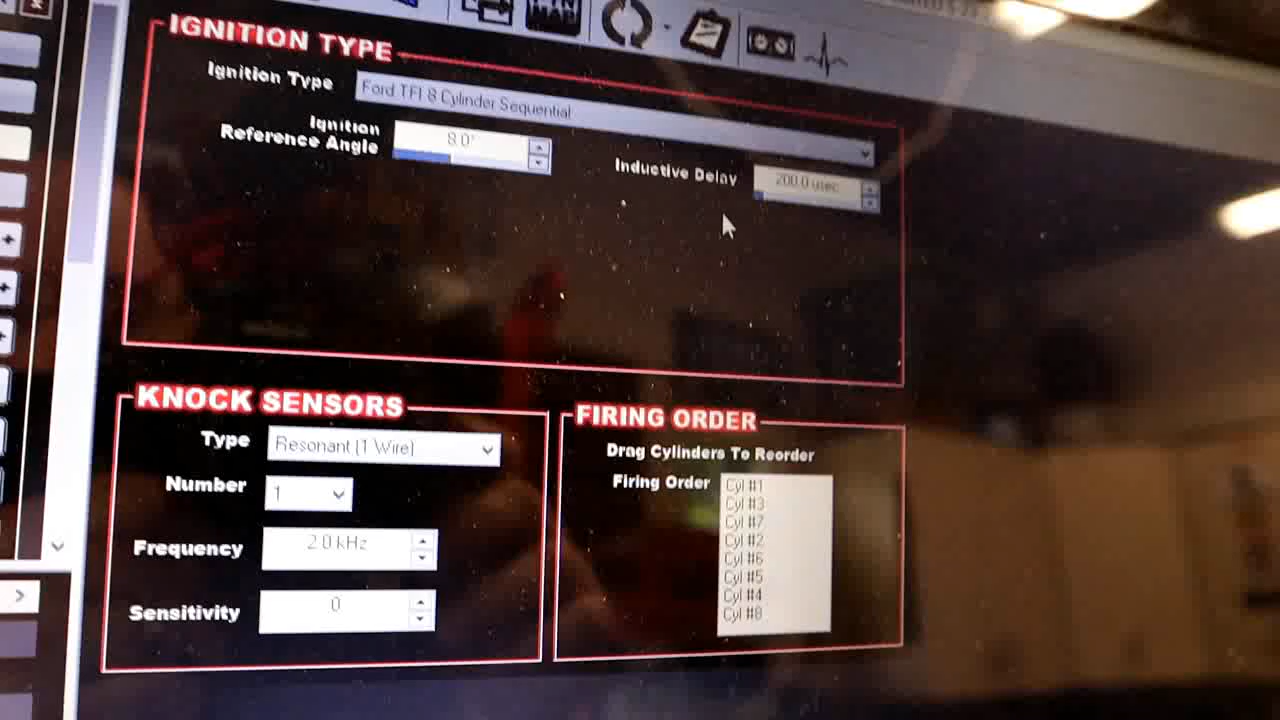 IGNITION TYPE
Ignition Type Ford TFI 8 Cylinder Sequential
Ignition
Reference Angle 8.0°
Inductive Delay 200.0 usec
KNOCK SENSORS
Type Resonant (1 Wire)
Number 1
Frequency 2.0 kHz
Sensitivity 0
FIRING ORDER
Drag Cylinders To Reorder
Firing Order Cyl #1
Cyl #3
Cyl #7
Cyl #2
Cyl #6
Cyl #5
Cyl #4
Cyl #8